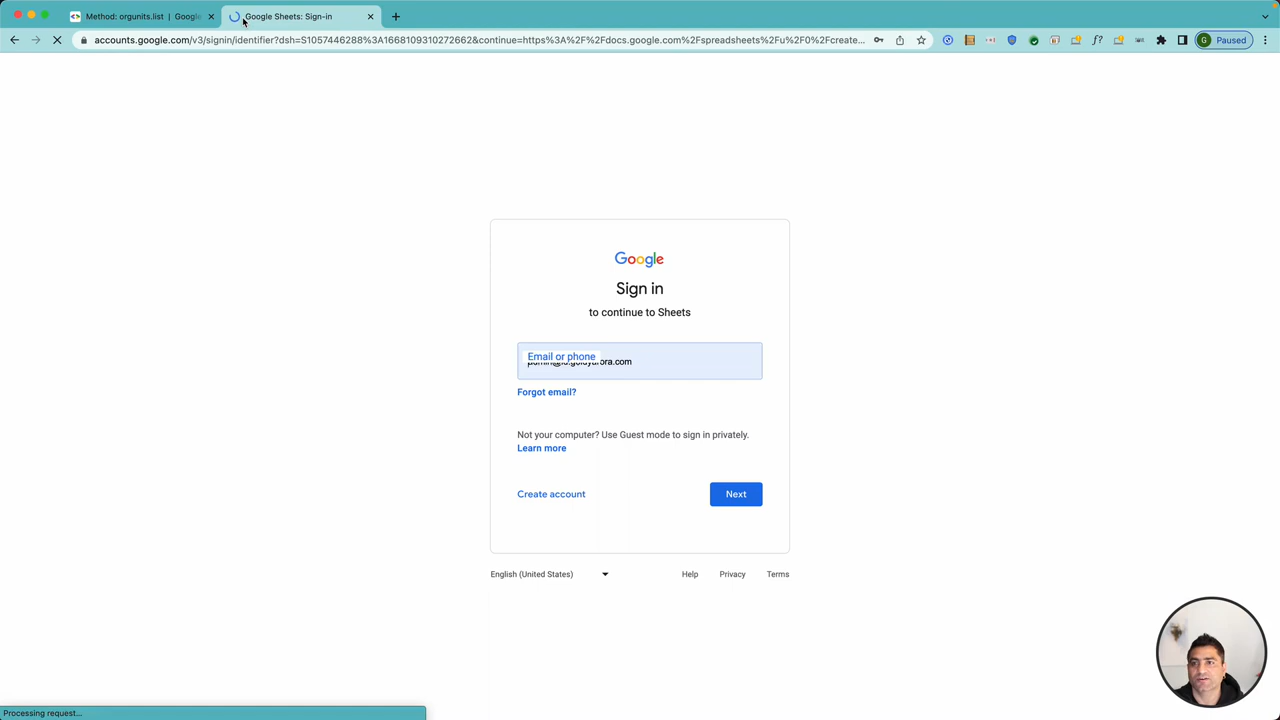 Method: orgunits.list | Google
Google Sheets: Sign-in
accounts.google.com/v3/signin/identifier?dsh=S1057446288%3A1668109310272662&continue=https%3A%2F%2Fdocs.google.com%2Fspreadsheets%2Fu%2F0%2Fcreate...
G Paused
Google
Sign in
to continue to Sheets
Email or phone
Forgot email?
Not your computer? Use Guest mode to sign in privately.
Learn more
Create account
Next
English (United States)
Help
Privacy
Terms
Processing request...